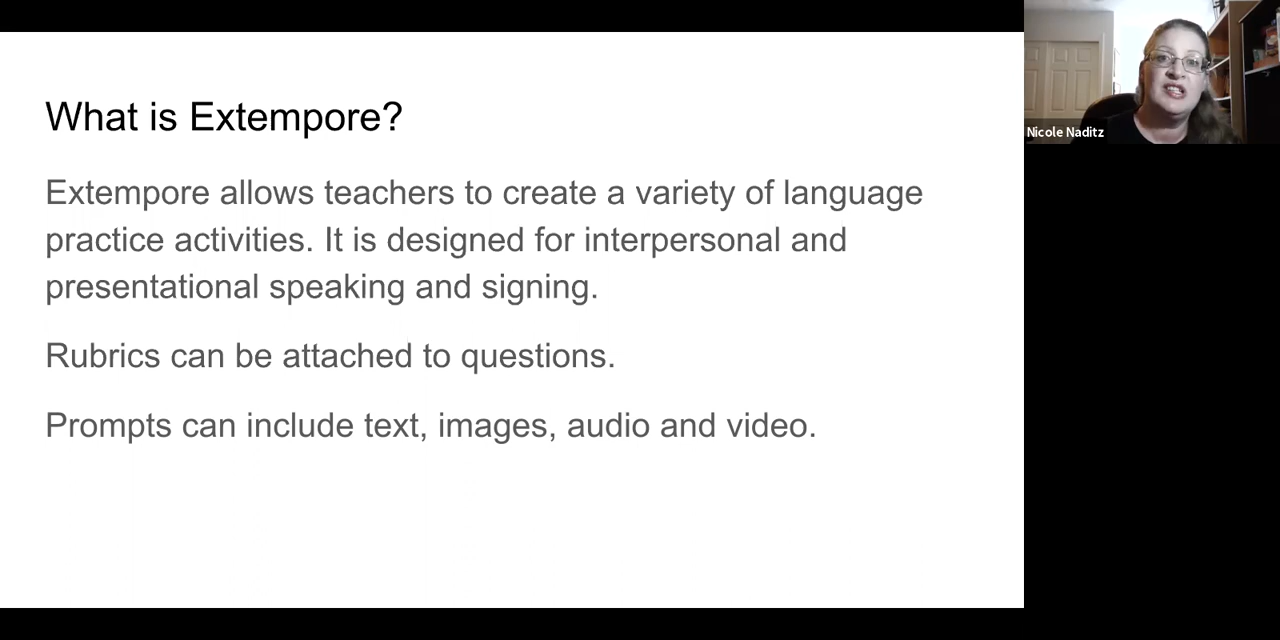 What is Extempore?
Extempore allows teachers to create a variety of language
practice activities. It is designed for interpersonal and
presentational speaking and signing.
Rubrics can be attached to questions.
Prompts can include text, images, audio and video.
Nicole Naditz